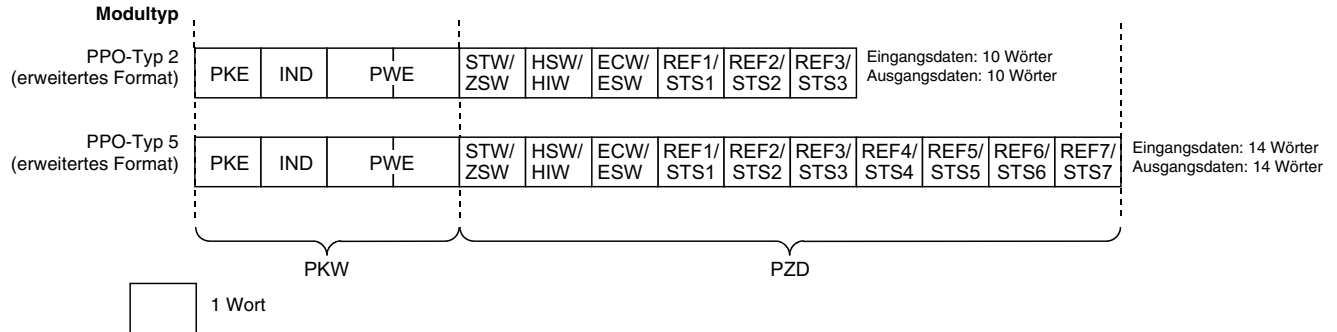 Modultyp
PPO-Typ 2
(erweitertes Format)
PKE IND PWE STW/ HSW/ ECW/ REF1/ REF2/ REF3/
ZSW HIW ESW STS1 STS2 STS3
Eingangsdaten: 10 Wörter
Ausgangsdaten: 10 Wörter
PPO-Typ 5
(erweitertes Format)
PKE IND PWE STW/ HSW/ ECW/ REF1/ REF2/ REF3/ REF4/ REF5/ REF6/ REF7/
ZSW HIW ESW STS1 STS2 STS3 STS4 STS5 STS6 STS7
Eingangsdaten: 14 Wörter
Ausgangsdaten: 14 Wörter
PKW PZD
1 Wort